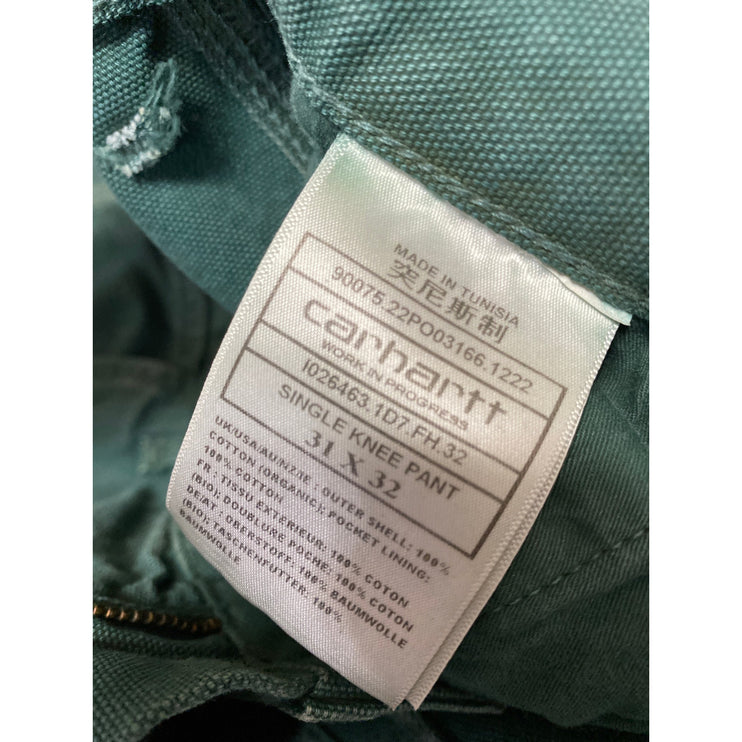 MADE IN TUNISIA
突尼斯制
90075.22PO03166.1222
carhartt
WORK IN PROGRESS
I026463.1D7.FH.32
SINGLE KNEE PANT
31 X 32
UK/USA/AU/NZ/IE : OUTER SHELL: 100%
COTTON (ORGANIC); POCKET LINING:
100% COTTON
FR : TISSU EXTERIEUR: 100% COTON
(BIO); DOUBLURE POCHE: 100% COTON
DE/AT : OBERSTOFF: 100% BAUMWOLLE
(BIO); TASCHENFUTTER: 100%
BAUMWOLLE